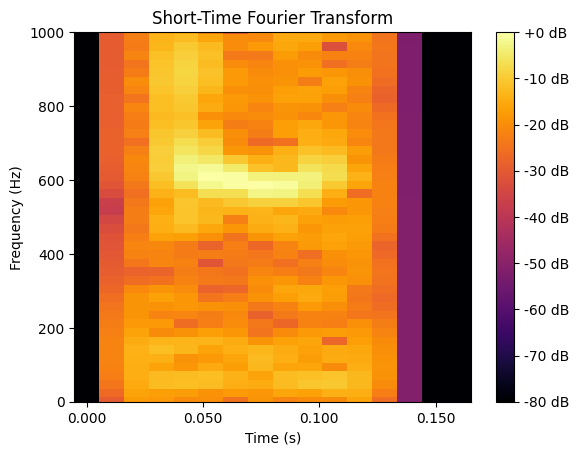 Short-Time Fourier Transform
1000
800
600
400
200
0
Frequency (Hz)
0.000
0.050
0.100
0.150
Time (s)
+0 dB
-10 dB
-20 dB
-30 dB
-40 dB
-50 dB
-60 dB
-70 dB
-80 dB